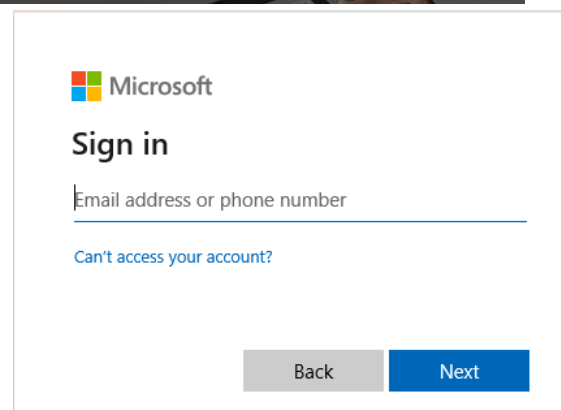 Microsoft
Sign in
Email address or phone number
Can't access your account?
Back Next